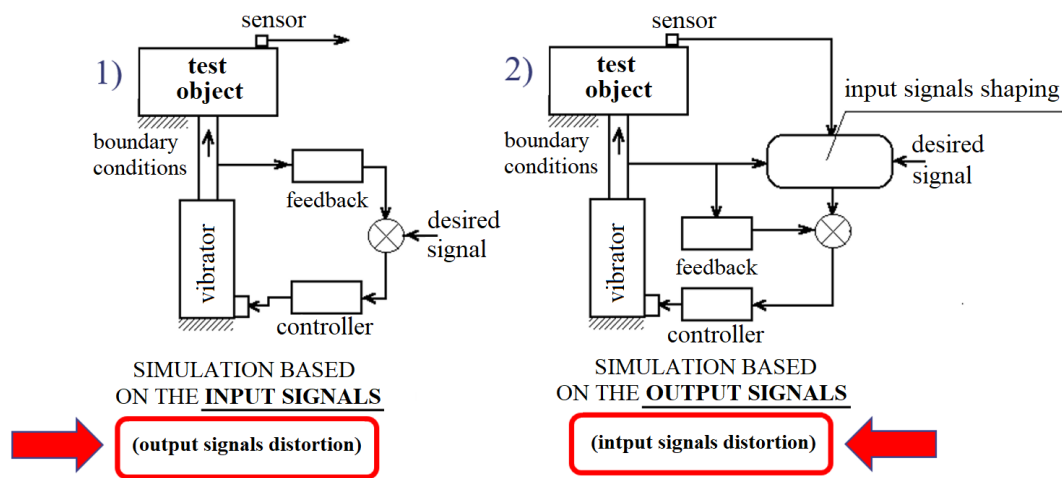 1)
sensor
test
object
boundary
conditions
feedback
desired
signal
vibrator
controller
SIMULATION BASED
ON THE INPUT SIGNALS
(output signals distortion)
2)
sensor
test
object
input signals shaping
boundary
conditions
desired
signal
feedback
vibrator
controller
SIMULATION BASED
ON THE OUTPUT SIGNALS
(intput signals distortion)